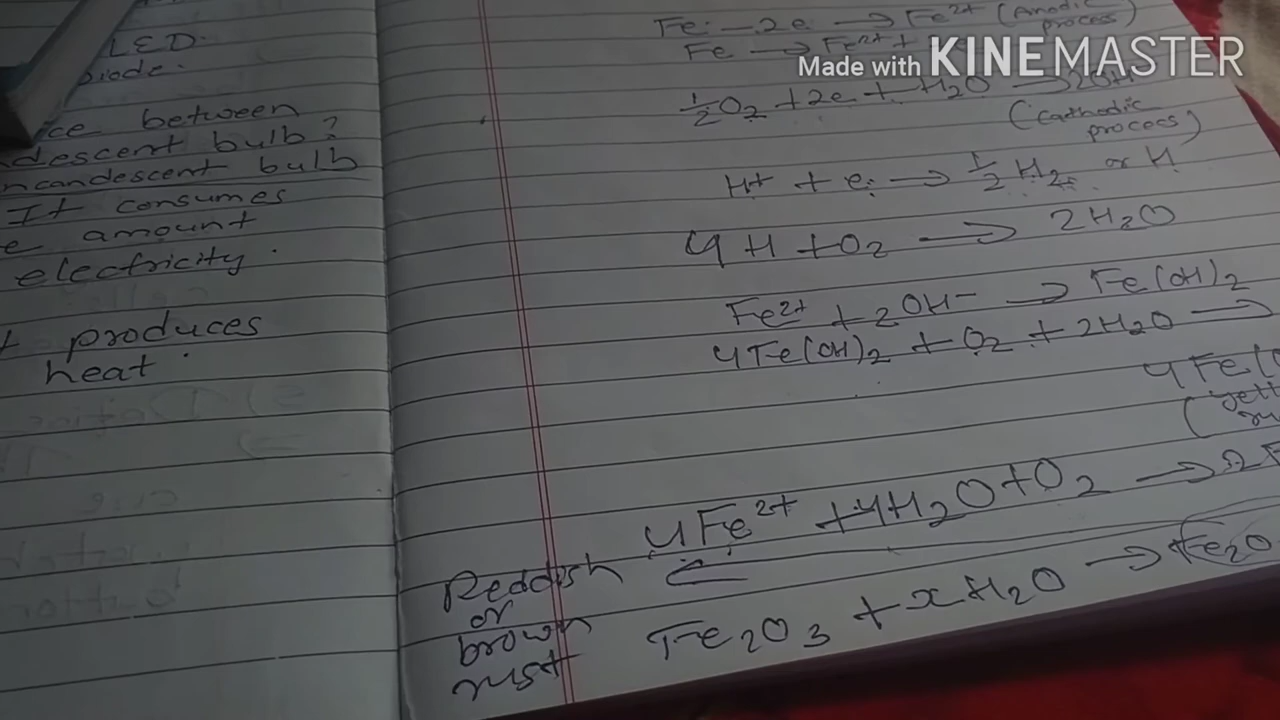 LED.
Diode.
between
descent bulb?
ncandescent bulb
It consumes
amount
electricity.
produces
heat.
Fe - 2e → Fe²⁺ (Anodic
process)
Fe → Fe²⁺ +
½O₂ + 2e + H₂O → 2OH
(Cathodic
process)
H⁺ + e → ½ H₂ or H
4H + O₂ → 2H₂O
Fe²⁺ + 2OH⁻ → Fe(OH)₂
4Fe(OH)₂ + O₂ + 2H₂O →
4Fe(
4Fe²⁺ + 4H₂O + O₂ → 2F
Reddish
or
brown
rust
Fe₂O₃ + xH₂O → Fe₂O
Made with KINEMASTER